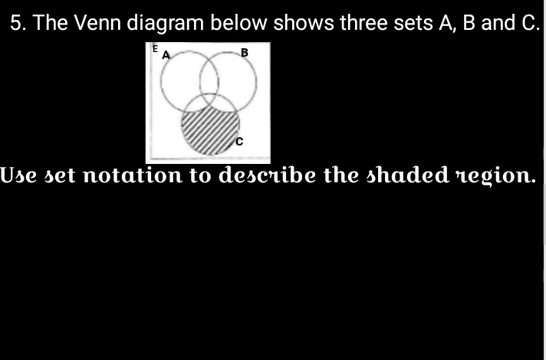 5. The Venn diagram below shows three sets A, B and C.
E
A
B
C
Use set notation to describe the shaded region.